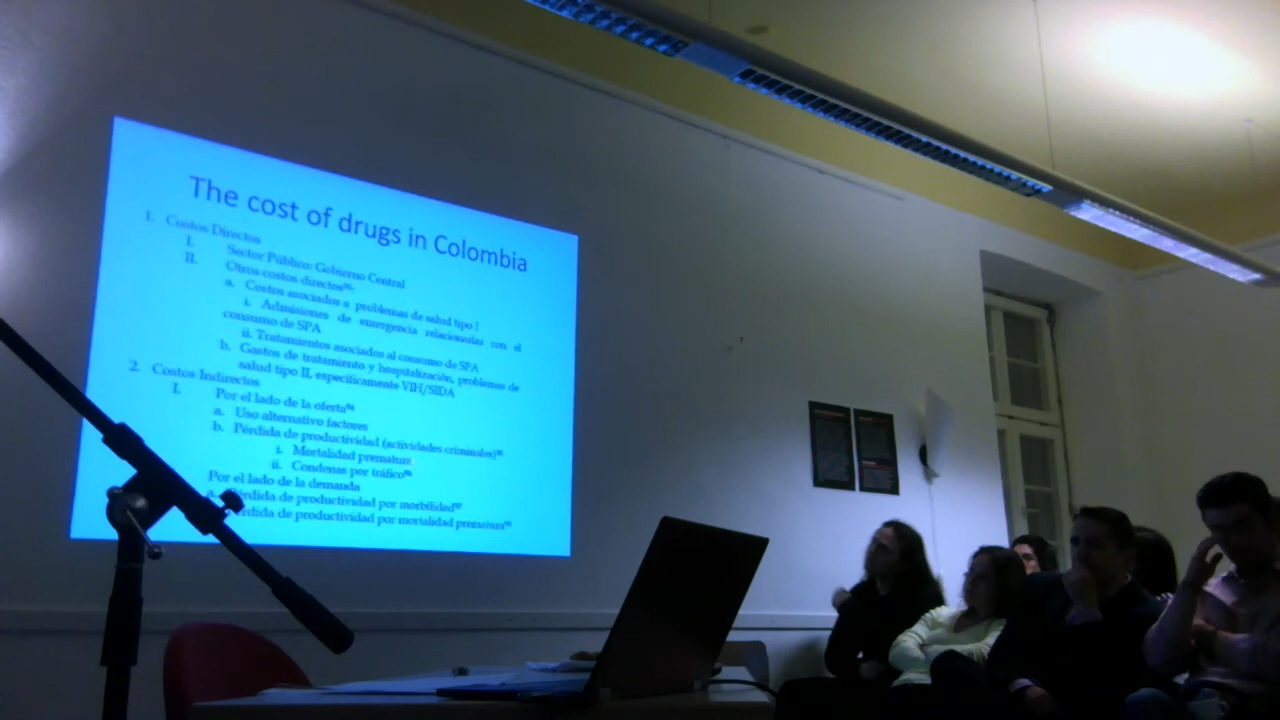 The cost of drugs in Colombia
1. Costos Directos
I. Sector Público: Gobierno Central
II. Otros costos directos
a. Costos asociados a problemas de salud tipo I
i. Admisiones de emergencia relacionadas con el
consumo de SPA
ii. Tratamientos asociados al consumo de SPA
b. Gastos de tratamiento y hospitalización, problemas de
salud tipo II, específicamente VIH/SIDA
2. Costos Indirectos
I. Por el lado de la oferta
a. Uso alternativo factores
b. Pérdida de productividad (actividades criminales)
i. Mortalidad prematura
ii. Condenas por tráfico
Por el lado de la demanda
a. Pérdida de productividad por morbilidad
Pérdida de productividad por mortalidad prematura